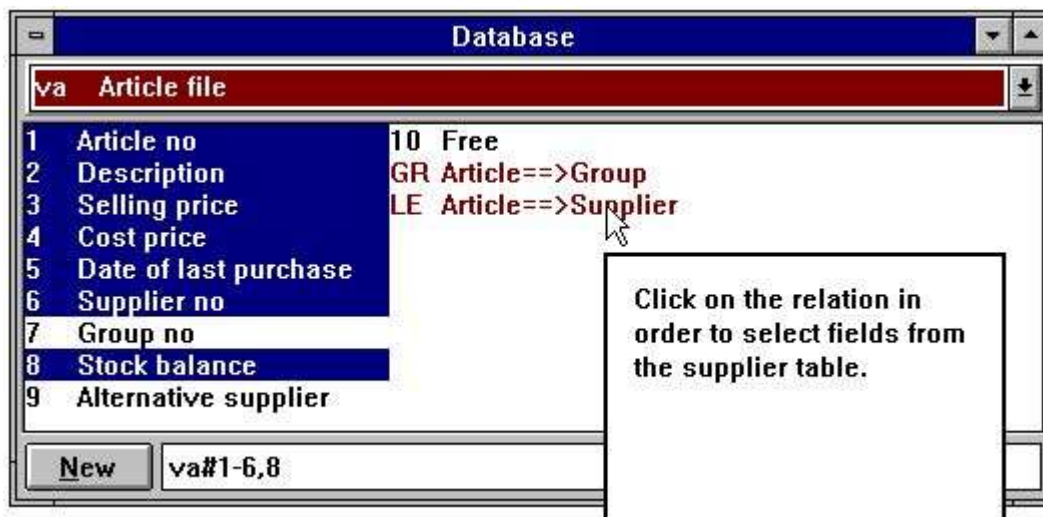 Database
va Article file
1 Article no
2 Description
3 Selling price
4 Cost price
5 Date of last purchase
6 Supplier no
7 Group no
8 Stock balance
9 Alternative supplier
10 Free
GR Article==>Group
LE Article==>Supplier
Click on the relation in
order to select fields from
the supplier table.
New
va#1-6,8